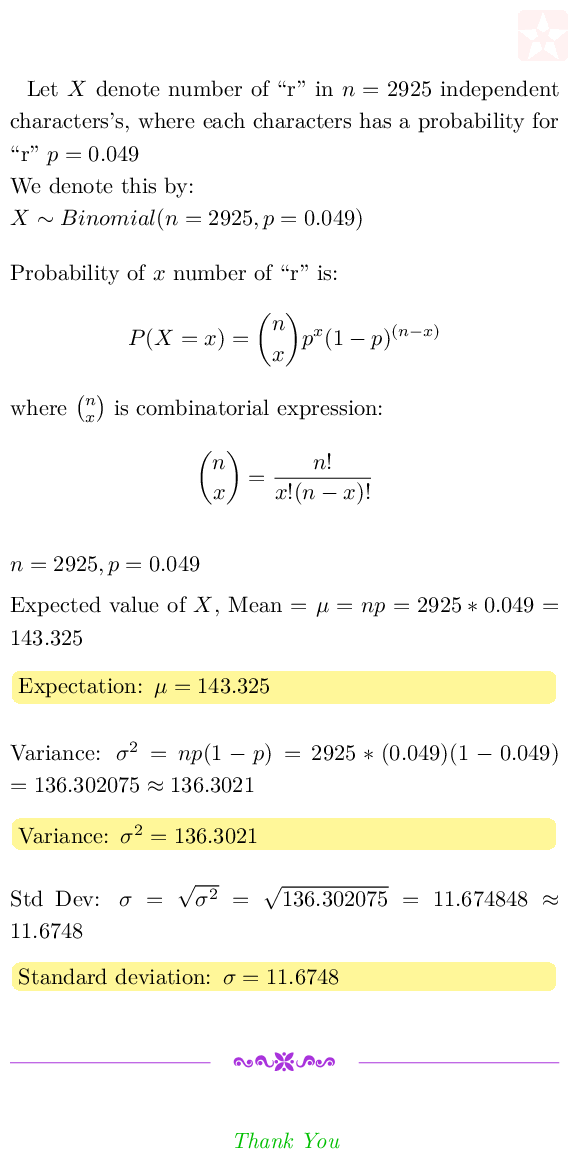 Let X denote number of “r” in n = 2925 independent
characters's, where each characters has a probability for
“r” p = 0.049
We denote this by:
X ∼ Binomial(n = 2925, p = 0.049)
Probability of x number of “r” is:
P(X = x) = \binom{n}{x} p^x (1 − p)^{(n−x)}
where \binom{n}{x} is combinatorial expression:
\binom{n}{x} = \frac{n!}{x!(n − x)!}
n = 2925, p = 0.049
Expected value of X, Mean = μ = np = 2925 ∗ 0.049 =
143.325
Expectation: μ = 143.325
Variance: σ² = np(1 − p) = 2925 ∗ (0.049)(1 − 0.049)
= 136.302075 ≈ 136.3021
Variance: σ² = 136.3021
Std Dev: σ = √σ² = √136.302075 = 11.674848 ≈
11.6748
Standard deviation: σ = 11.6748
Thank You